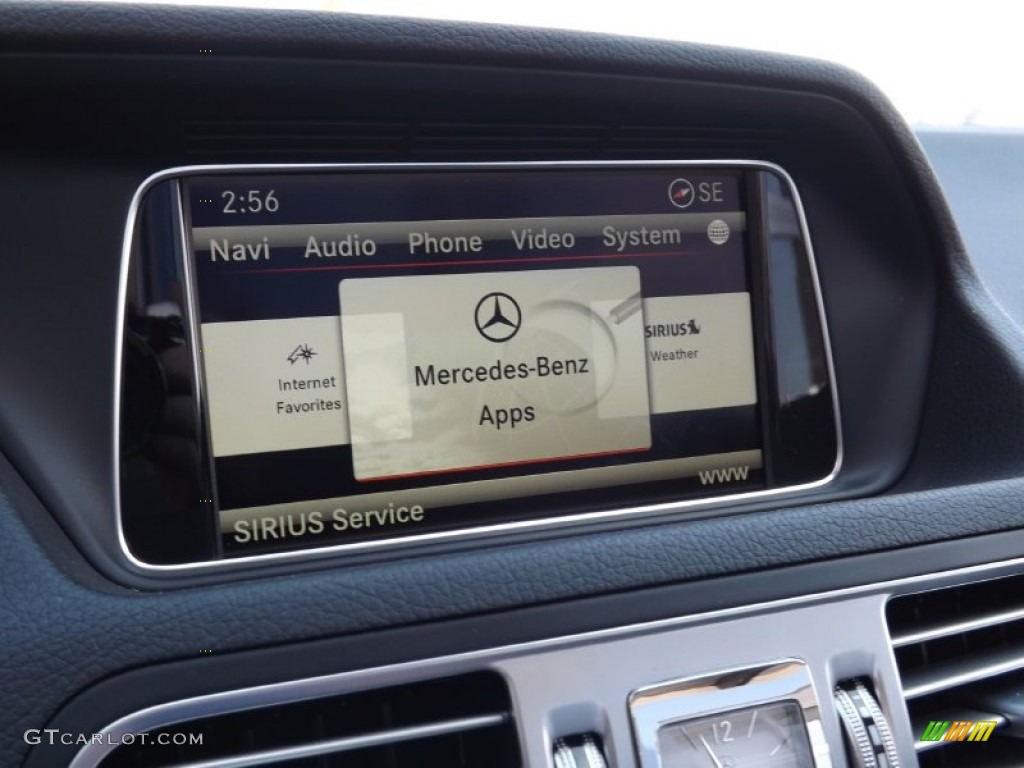 2:56
SE
Navi Audio Phone Video System
Internet
Favorites
Mercedes-Benz
Apps
SIRIUS
Weather
SIRIUS Service
www
12
GTCARLOT.COM